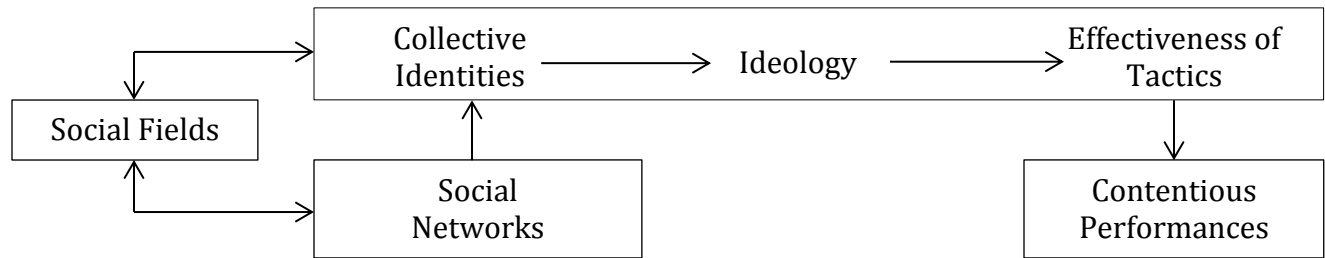 Collective
Identities
Ideology
Effectiveness of
Tactics
Social Fields
Social
Networks
Contentious
Performances